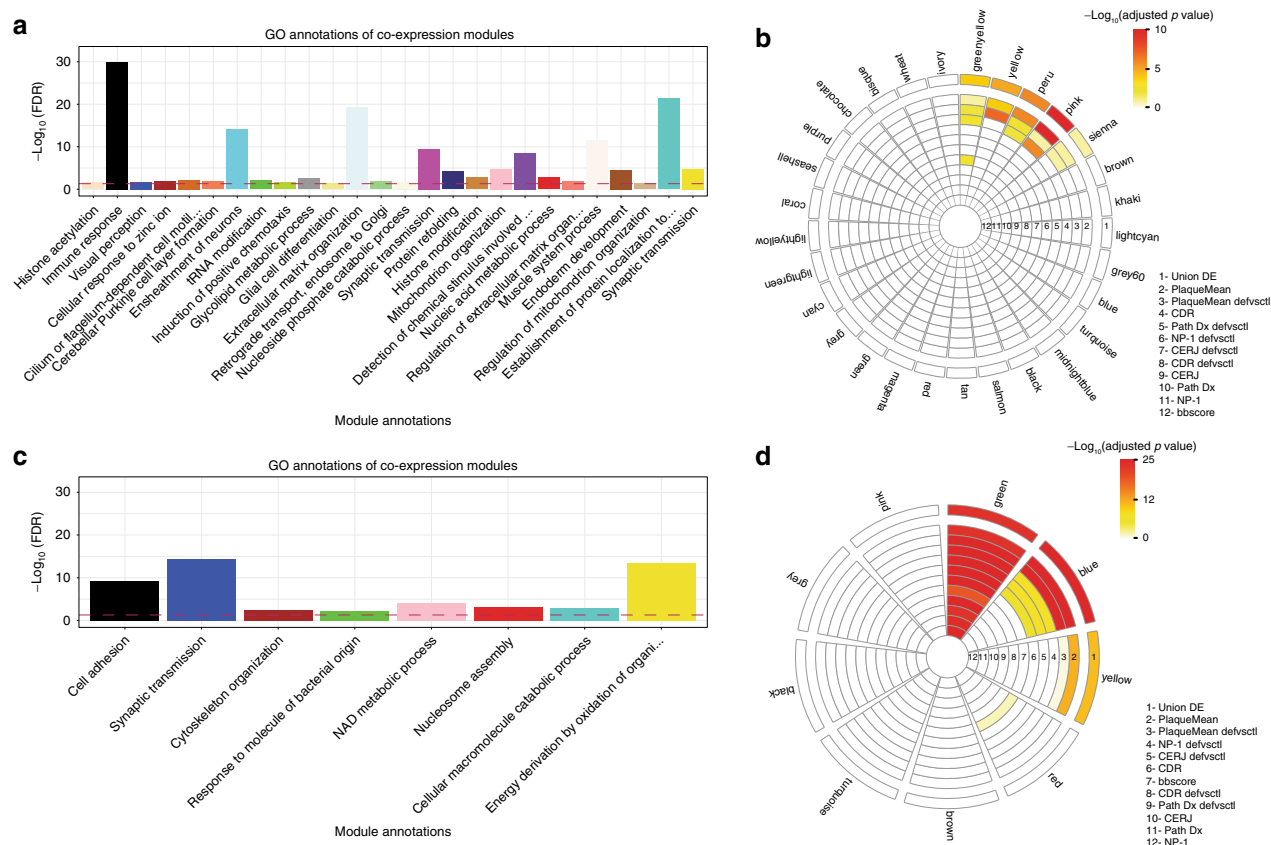 a
GO annotations of co-expression modules
30
20
10
0
–Log10 (FDR)
Histone acetylation
Immune response
Visual perception
Cellular response to zinc ion
Cilium or flagellum-dependent cell motil...
Cerebellar Purkinje cell layer formation
Ensheathment of neurons
tRNA modification
Induction of positive chemotaxis
Glycolipid metabolic process
Glial cell differentiation
Extracellular matrix organization
Retrograde transport, endosome to Golgi
Nucleoside phosphate catabolic process
Synaptic transmission
Protein refolding
Histone modification
Mitochondrion organization
Detection of chemical stimulus involved ...
Nucleic acid metabolic process
Regulation of extracellular matrix organ...
Muscle system process
Endoderm development
Regulation of mitochondrion organization
Establishment of protein localization to...
Synaptic transmission
Module annotations
b
–Log10(adjusted p value)
10
5
0
greenyellow
yellow
peru
pink
sienna
brown
khaki
lightcyan
grey60
blue
turquoise
midnightblue
black
salmon
tan
red
magenta
green
grey
cyan
lightgreen
lightyellow
coral
seashell
purple
chocolate
bisque
wheat
ivory
12 11 10 9 8 7 6 5 4 3 2 1
1- Union DE
2- PlaqueMean
3- PlaqueMean defvsctl
4- CDR
5- Path Dx defvsctl
6- NP-1 defvsctl
7- CERJ defvsctl
8- CDR defvsctl
9- CERJ
10- Path Dx
11- NP-1
12- bbscore
c
GO annotations of co-expression modules
30
20
10
0
–Log10 (FDR)
Cell adhesion
Synaptic transmission
Cytoskeleton organization
Response to molecule of bacterial origin
NAD metabolic process
Nucleosome assembly
Cellular macromolecule catabolic process
Energy derivation by oxidation of organi...
Module annotations
d
–Log10(adjusted p value)
25
12
0
green
blue
yellow
red
brown
turquoise
black
grey
pink
12 11 10 9 8 7 6 5 4 3 2 1
1- Union DE
2- PlaqueMean
3- PlaqueMean defvsctl
4- NP-1 defvsctl
5- CERJ defvsctl
6- CDR
7- bbscore
8- CDR defvsctl
9- Path Dx defvsctl
10- CERJ
11- Path Dx
12- NP-1